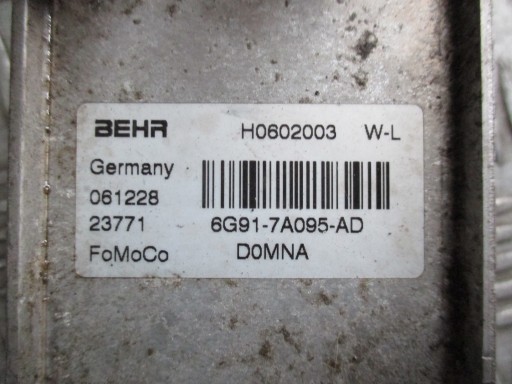 BEHR H0602003 W-L
Germany
061228
23771 6G91-7A095-AD
FoMoCo D0MNA